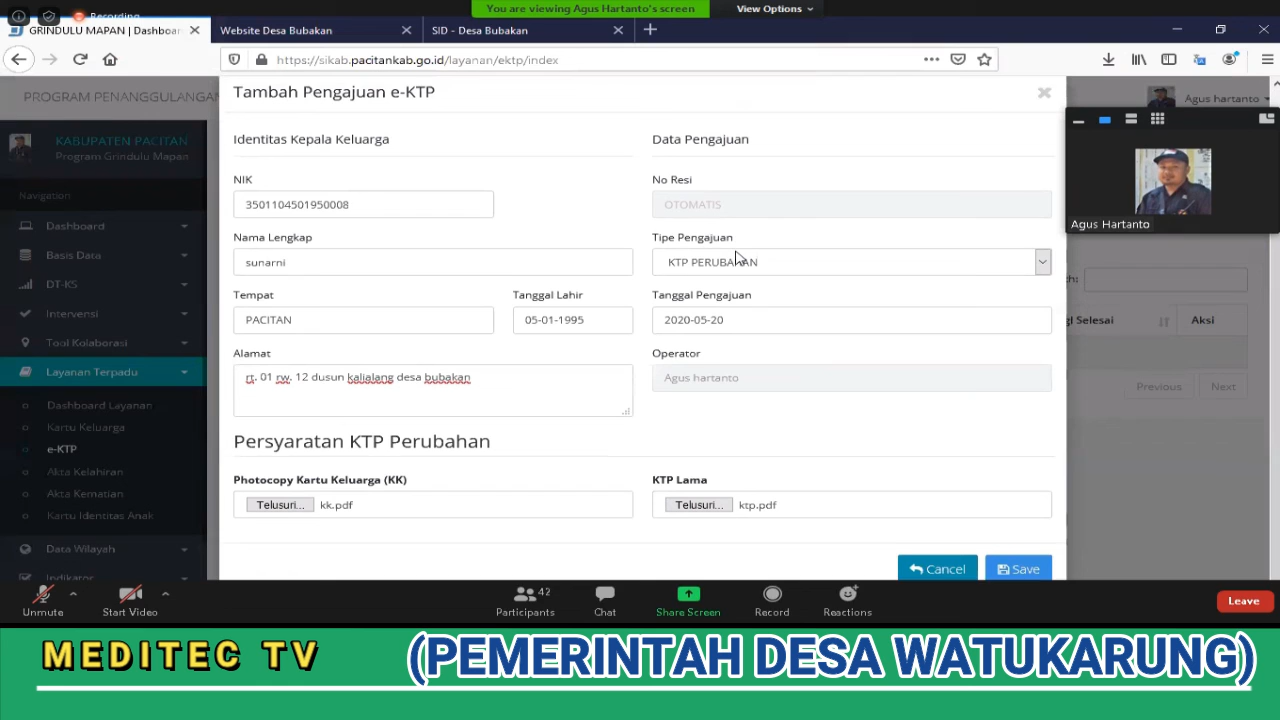 Recording
You are viewing Agus Hartanto's screen
View Options
GRINDULU MAPAN | Dashboar
Website Desa Bubakan
SID - Desa Bubakan
https://sikab.pacitankab.go.id/layanan/ektp/index
PROGRAM PENANGGULANGAN
Agus hartanto
KABUPATEN PACITAN
Program Grindulu Mapan
Navigation
Dashboard
Basis Data
DT-KS
Intervensi
Tool Kolaborasi
Layanan Terpadu
Dashboard Layanan
Kartu Keluarga
e-KTP
Akta Kelahiran
Akta Kematian
Kartu Identitas Anak
Data Wilayah
Indikator
Tambah Pengajuan e-KTP
Identitas Kepala Keluarga
NIK
3501104501950008
Nama Lengkap
sunarni
Tempat
Tanggal Lahir
PACITAN
05-01-1995
Alamat
rt. 01 rw. 12 dusun kalialang desa bubakan
Data Pengajuan
No Resi
OTOMATIS
Tipe Pengajuan
KTP PERUBAHAN
Tanggal Pengajuan
2020-05-20
Operator
Agus hartanto
Persyaratan KTP Perubahan
Photocopy Kartu Keluarga (KK)
Telusuri... kk.pdf
KTP Lama
Telusuri... ktp.pdf
Cancel
Save
Agus Hartanto
Selesai
Aksi
Previous
Next
Unmute
Start Video
42
Participants
Chat
Share Screen
Record
Reactions
Leave
MEDITEC TV
(PEMERINTAH DESA WATUKARUNG)